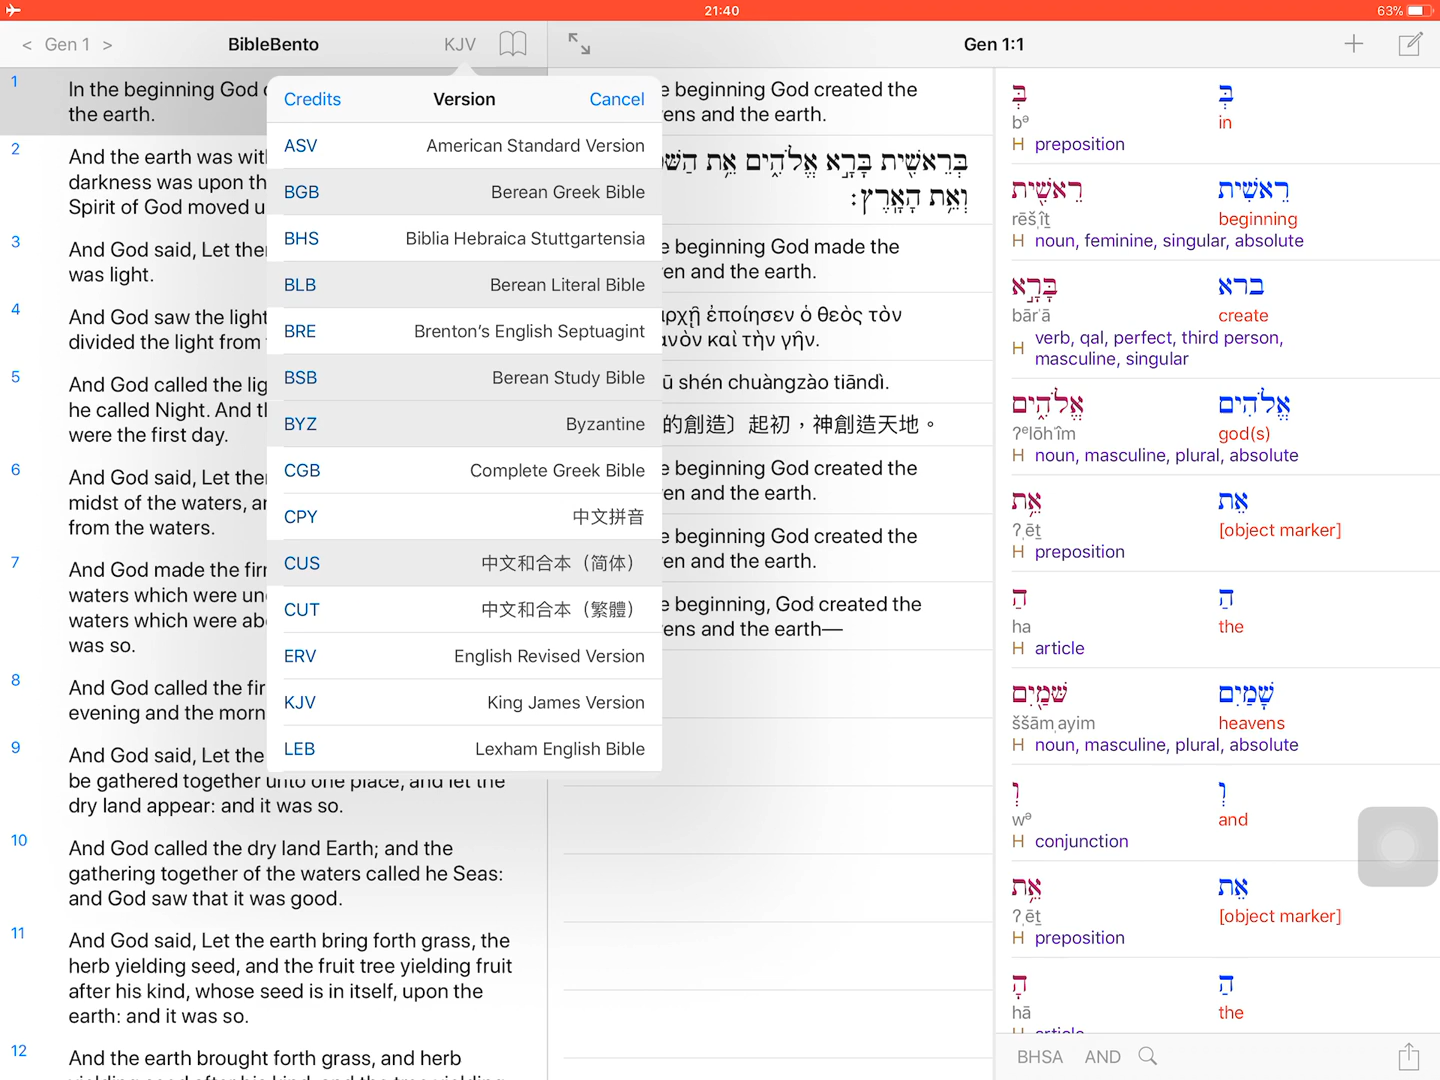 21:40
63%
< Gen 1 >
BibleBento
KJV
Gen 1:1
1
In the beginning God
the earth.
2
And the earth was
darkness was upon th
Spirit of God moved u
3
And God said, Let
was light.
4
And God saw the light
divided the light from
5
And God called the
he called Night. And
were the first day.
6
And God said, Let
midst of the waters,
from the waters.
7
And God made the
waters which were
waters which were
was so.
8
And God called the
evening and the morn
9
And God said, Let the
be gathered together unto one place, and let the
dry land appear: and it was so.
10
And God called the dry land Earth; and the
gathering together of the waters called he Seas:
and God saw that it was good.
11
And God said, Let the earth bring forth grass, the
herb yielding seed, and the fruit tree yielding fruit
after his kind, whose seed is in itself, upon the
earth: and it was so.
12
And the earth brought forth grass, and herb
Credits
Version
Cancel
ASV American Standard Version
BGB Berean Greek Bible
BHS Biblia Hebraica Stuttgartensia
BLB Berean Literal Bible
BRE Brenton's English Septuagint
BSB Berean Study Bible
BYZ Byzantine
CGB Complete Greek Bible
CPY 中文拼音
CUS 中文和合本（简体）
CUT 中文和合本（繁體）
ERV English Revised Version
KJV King James Version
LEB Lexham English Bible
e beginning God created the
ens and the earth.
בְּרֵאשִׁ֖ית בָּרָ֣א אֱלֹהִ֑ים אֵ֥ת
וְאֵ֥ת הָאָֽרֶץ׃
e beginning God made the
en and the earth.
ἐποίησεν ὁ θεὸς τὸν
καὶ τὴν γῆν.
shén chuàngzào tiāndì.
的創造〕起初，神創造天地。
e beginning God created the
en and the earth.
e beginning God created the
en and the earth.
e beginning, God created the
ens and the earth—
בְּ בְּ
bᵊ in
H preposition
רֵאשִׁ֖ית רֵאשִׁית
rēšˌîṯ beginning
H noun, feminine, singular, absolute
בָּרָ֣א ברא
bārˈā create
H verb, qal, perfect, third person,
masculine, singular
אֱלֹהִ֑ים אֱלֹהִים
ʔᵉlōhˈîm god(s)
H noun, masculine, plural, absolute
אֵ֥ת אֵת
ʔˌēṯ [object marker]
H preposition
הַ הַ
ha the
H article
שָּׁמַ֖יִם שָׁמַיִם
ššāmˌayim heavens
H noun, masculine, plural, absolute
וְ וְ
wᵊ and
H conjunction
אֵ֥ת אֵת
ʔˌēṯ [object marker]
H preposition
הָ הַ
hā the
H article
BHSA AND